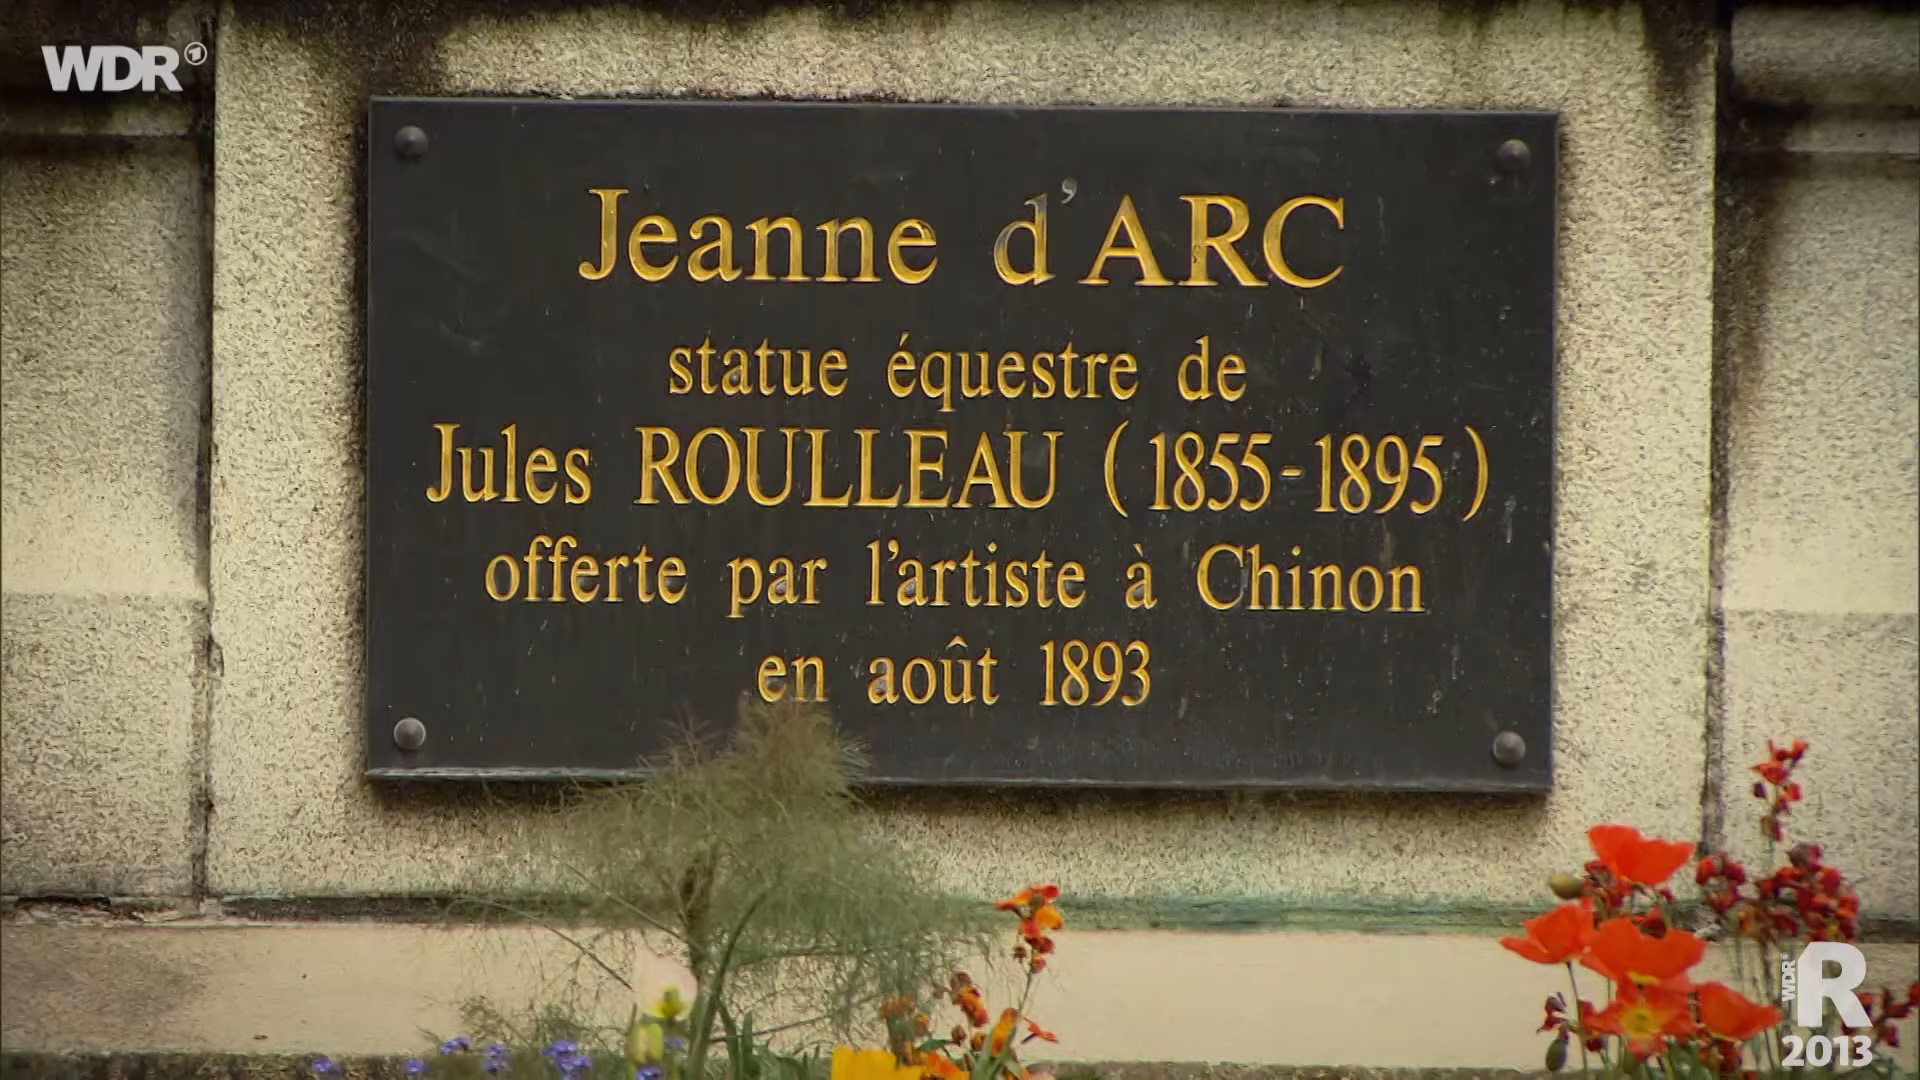 WDR 1
Jeanne d'ARC
statue équestre de
Jules ROULLEAU (1855-1895)
offerte par l'artiste à Chinon
en août 1893
WDR R
2013